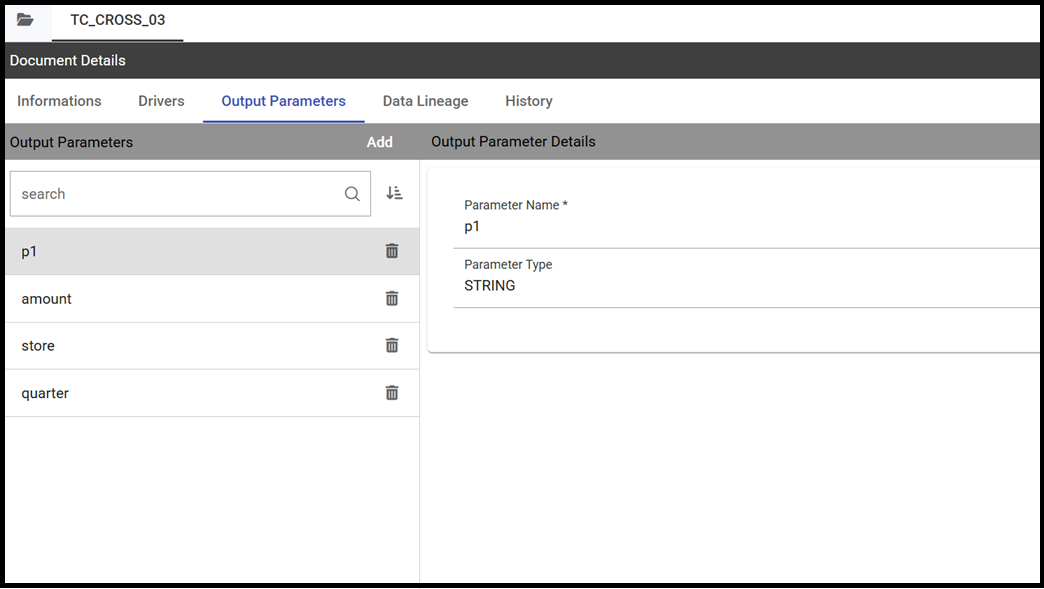 TC_CROSS_03
Document Details
Informations Drivers Output Parameters Data Lineage History
Output Parameters Add
search
p1
amount
store
quarter
Output Parameter Details
Parameter Name *
p1
Parameter Type
STRING